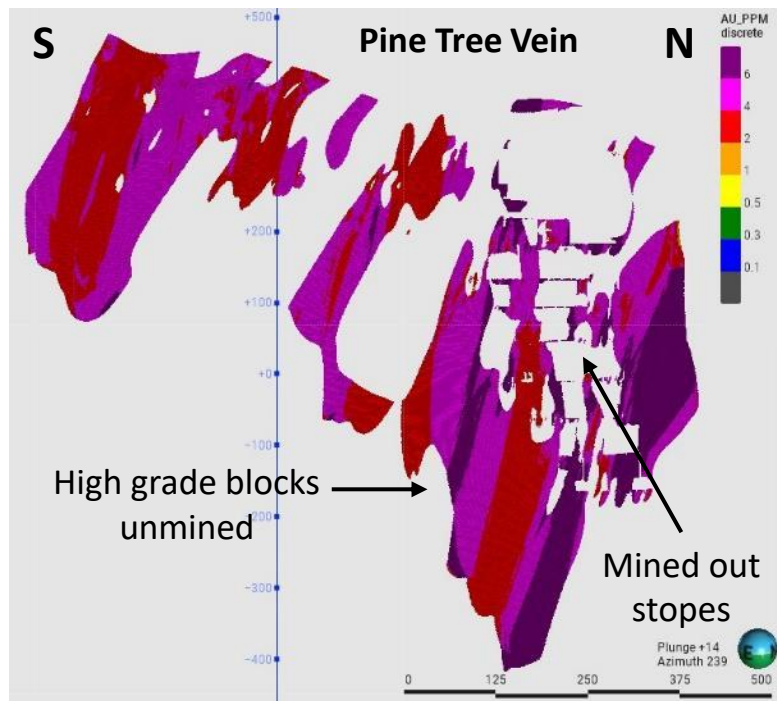 S
Pine Tree Vein
N
AU_PPM
discrete
6
4
2
1
0.5
0.3
0.1
+500
+200
+100
+0
-100
-200
-300
-400
High grade blocks
unmined
Mined out
stopes
Plunge +14
Azimuth 239
0 125 250 375 500